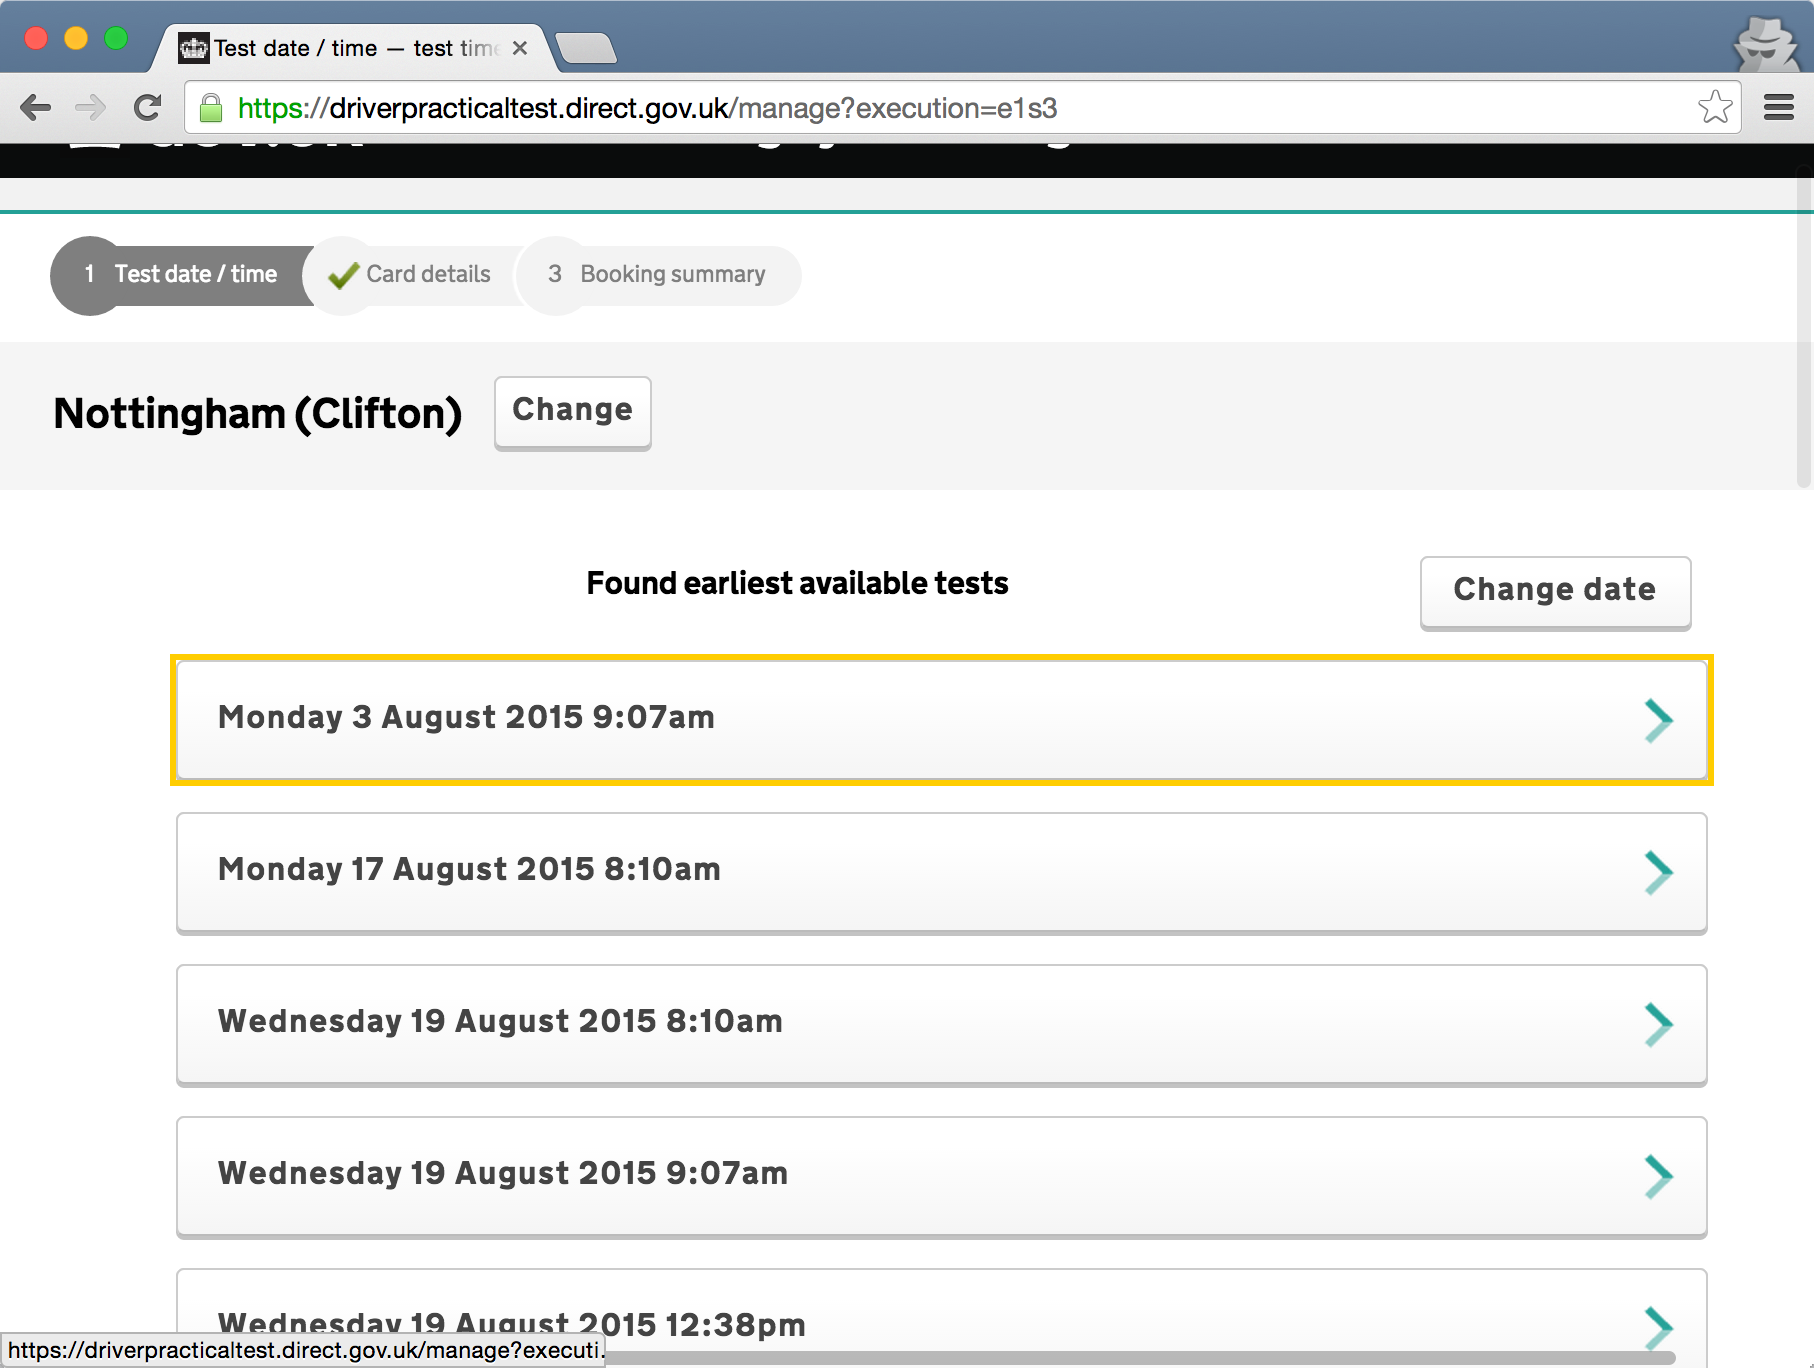 Test date / time — test tim
https://driverpracticaltest.direct.gov.uk/manage?execution=e1s3
1 Test date / time
Card details
3 Booking summary
Nottingham (Clifton)
Change
Found earliest available tests
Change date
Monday 3 August 2015 9:07am
Monday 17 August 2015 8:10am
Wednesday 19 August 2015 8:10am
Wednesday 19 August 2015 9:07am
Wednesday 19 August 2015 12:38pm
https://driverpracticaltest.direct.gov.uk/manage?executi.